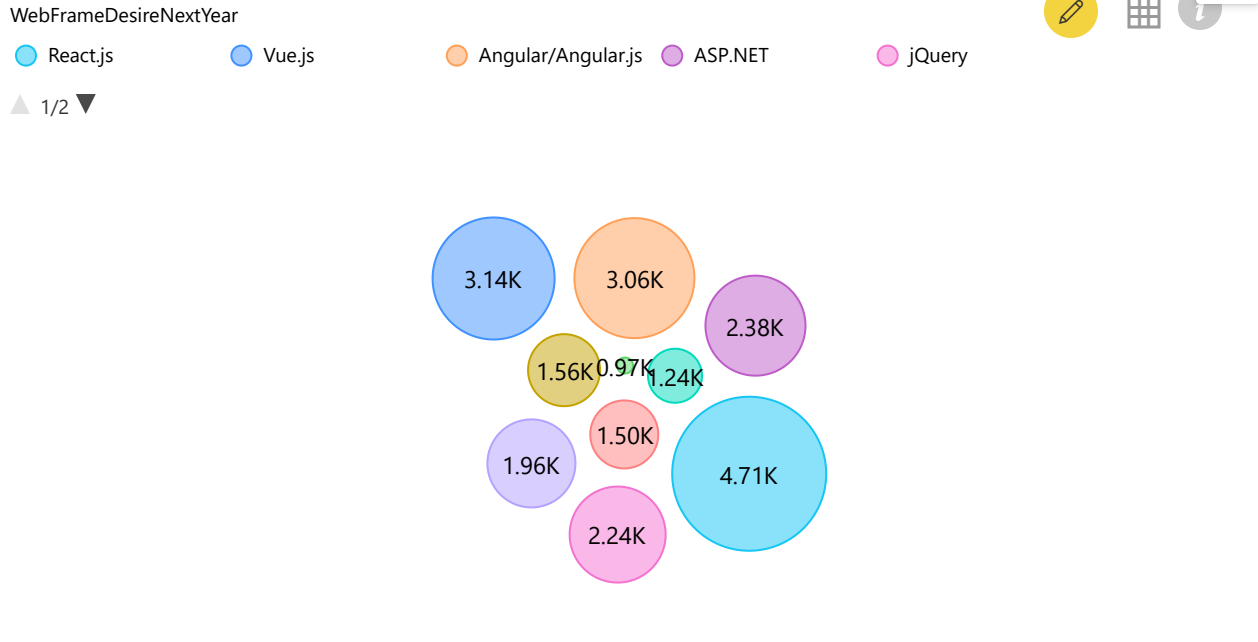 WebFrameDesireNextYear
React.js
Vue.js
Angular/Angular.js
ASP.NET
jQuery
1/2
i
3.14K
3.06K
2.38K
1.56K
0.97K
1.24K
1.50K
1.96K
4.71K
2.24K